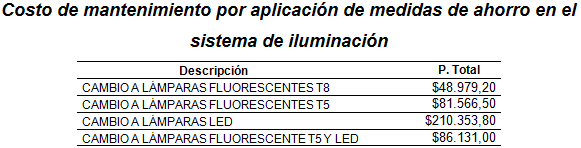 Costo de mantenimiento por aplicación de medidas de ahorro en el
sistema de iluminación
Descripción P. Total
CAMBIO A LÁMPARAS FLUORESCENTES T8 $48.979,20
CAMBIO A LÁMPARAS FLUORESCENTES T5 $81.566,50
CAMBIO A LÁMPARAS LED $210.353,80
CAMBIO A LÁMPARAS FLUORESCENTE T5 Y LED $86.131,00